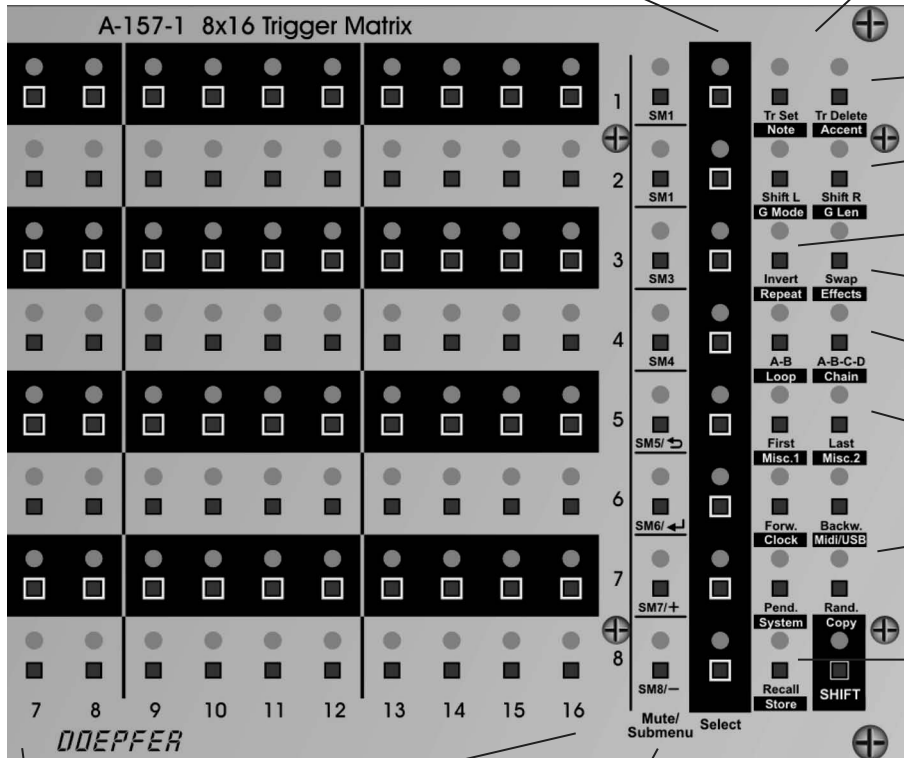 A-157-1 8x16 Trigger Matrix
1
SM1
Tr Set Tr Delete
Note Accent
2
SM1
Shift L Shift R
G Mode G Len
3
SM3
Invert Swap
Repeat Effects
4
SM4
A-B A-B-C-D
Loop Chain
5
SM5/
First Last
Misc.1 Misc.2
6
SM6/
Forw. Backw.
Clock Midi/USB
7
SM7/+
Pend. Rand.
System Copy
8
SM8/–
Recall SHIFT
Store
7 8 9 10 11 12 13 14 15 16
Mute/ Select
Submenu
DOEPFER